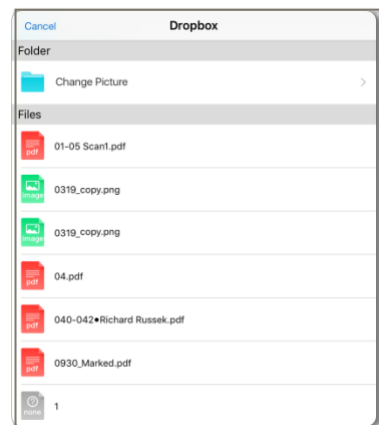 Cancel Dropbox
Folder
Change Picture
Files
pdf 01-05 Scan1.pdf
image 0319_copy.png
image 0319_copy.png
pdf 04.pdf
pdf 040-042●Richard Russek.pdf
pdf 0930_Marked.pdf
none 1